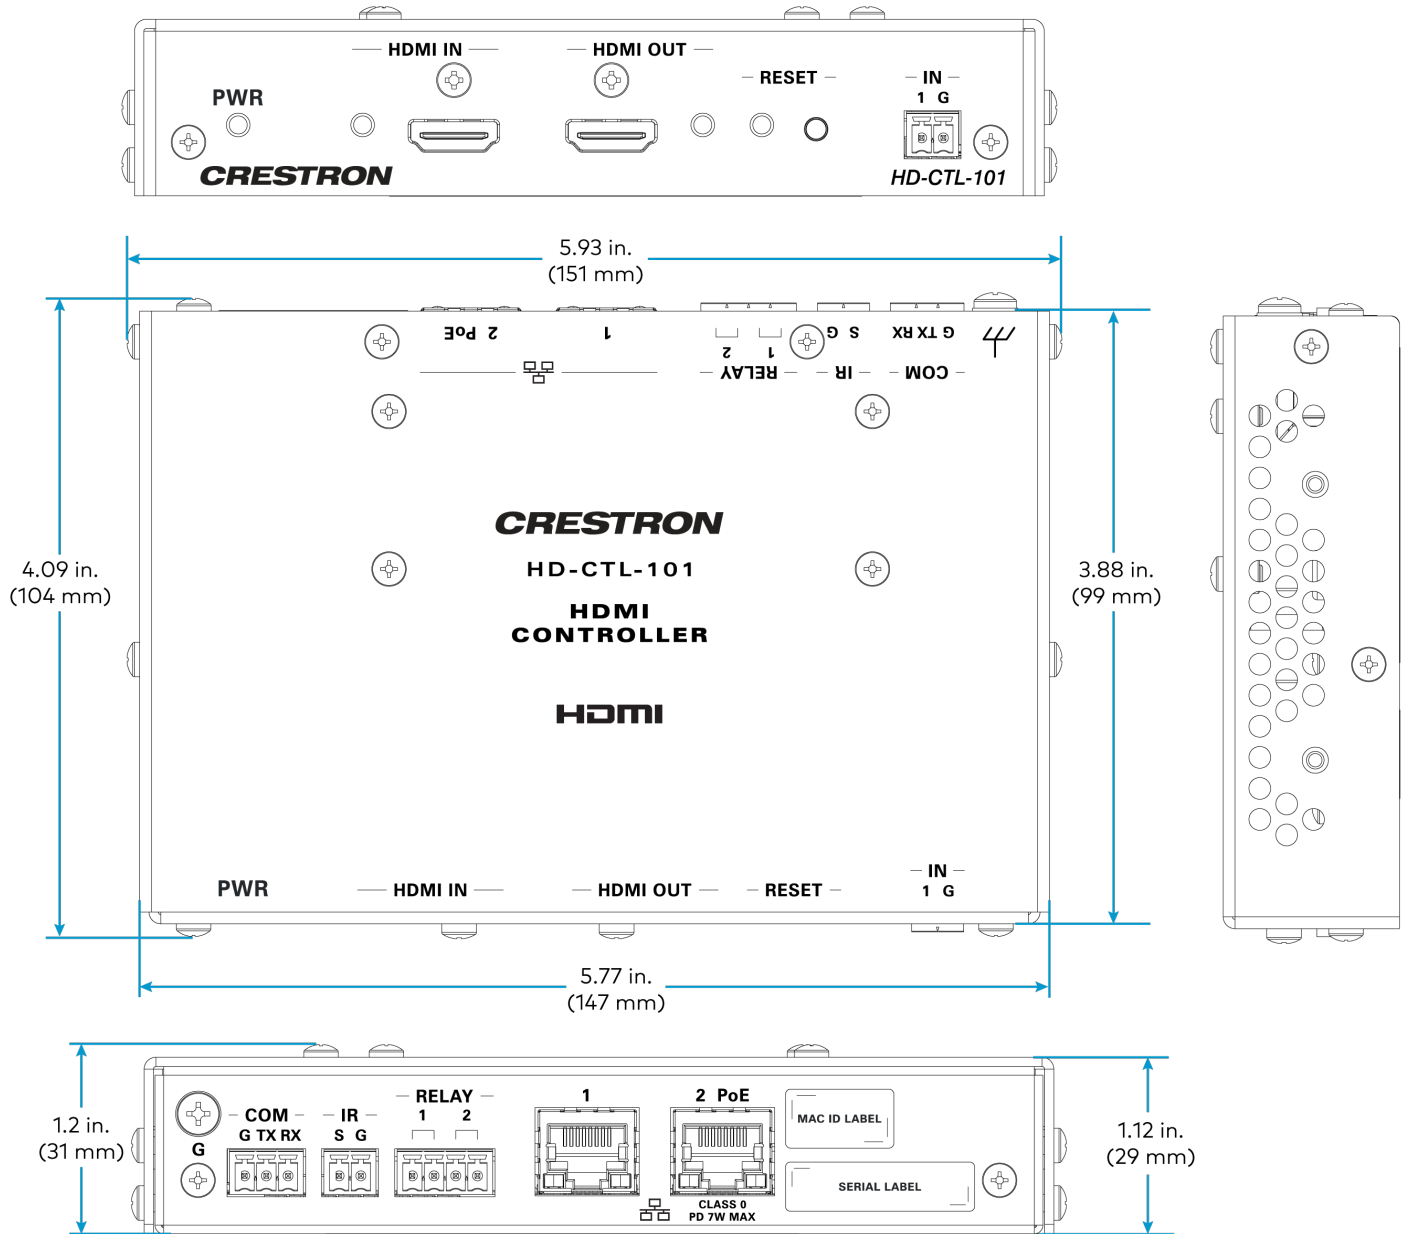 HDMI IN
HDMI OUT
RESET
IN
1 G
PWR
CRESTRON
HD-CTL-101
5.93 in.
(151 mm)
2 PoE
1
2
1
RELAY
S G
IR
G TX RX
COM
4.09 in.
(104 mm)
CRESTRON
HD-CTL-101
HDMI
CONTROLLER
HDMI
3.88 in.
(99 mm)
PWR
HDMI IN
HDMI OUT
RESET
IN
1 G
5.77 in.
(147 mm)
1.2 in.
(31 mm)
G
COM
G TX RX
IR
S G
RELAY
1 2
1
2 PoE
CLASS 0
PD 7W MAX
MAC ID LABEL
SERIAL LABEL
1.12 in.
(29 mm)